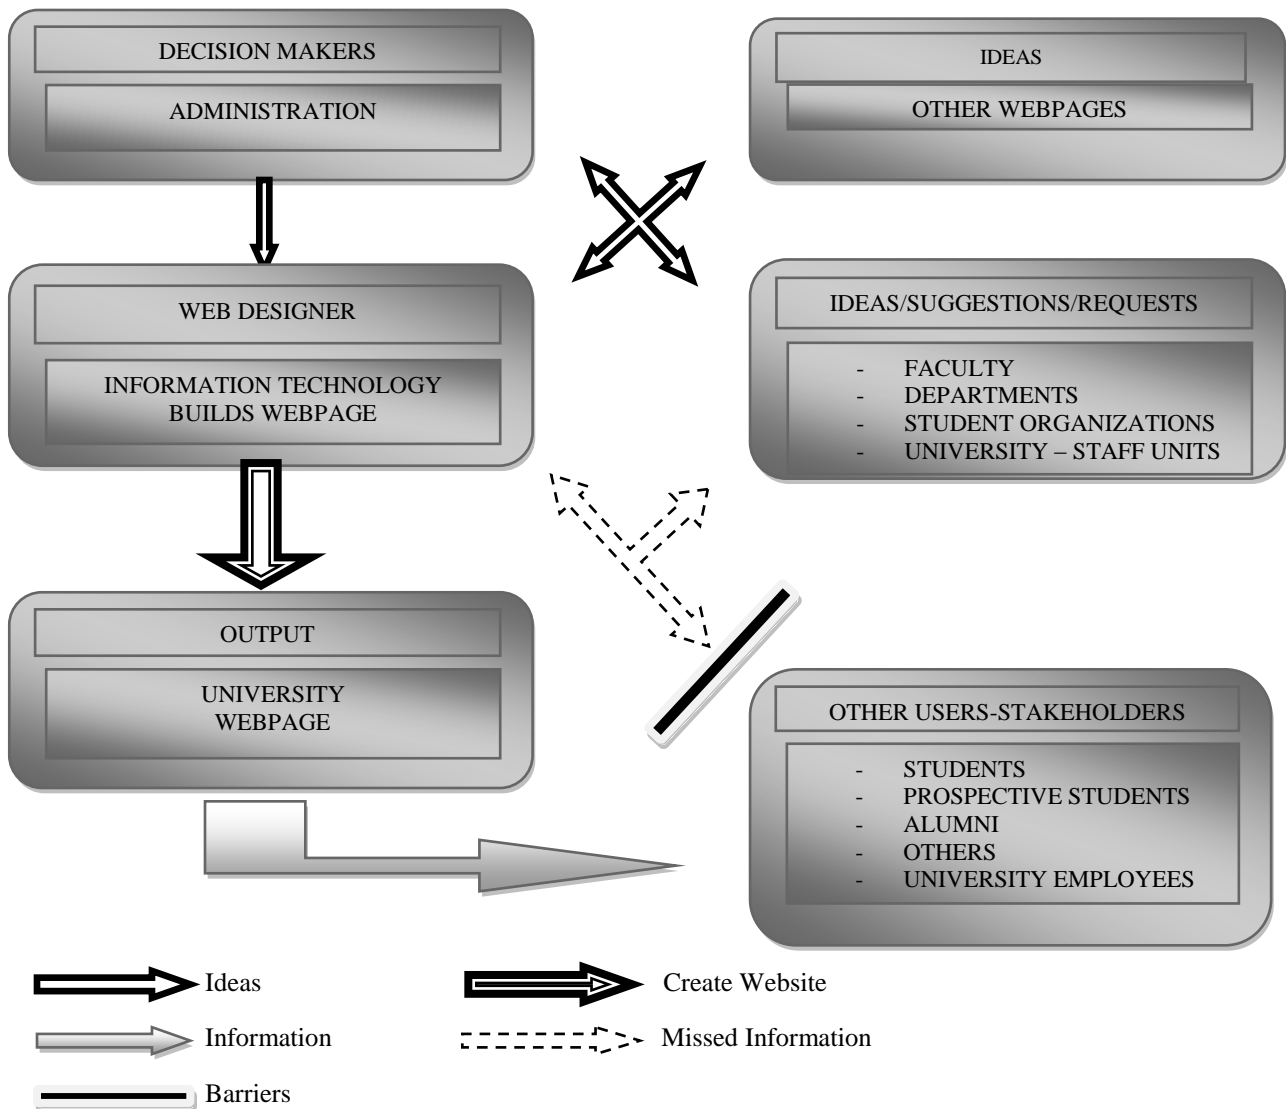 DECISION MAKERS
ADMINISTRATION
IDEAS
OTHER WEBPAGES
WEB DESIGNER
INFORMATION TECHNOLOGY
BUILDS WEBPAGE
IDEAS/SUGGESTIONS/REQUESTS
- FACULTY
- DEPARTMENTS
- STUDENT ORGANIZATIONS
- UNIVERSITY – STAFF UNITS
OUTPUT
UNIVERSITY
WEBPAGE
OTHER USERS-STAKEHOLDERS
- STUDENTS
- PROSPECTIVE STUDENTS
- ALUMNI
- OTHERS
- UNIVERSITY EMPLOYEES
Ideas
Create Website
Information
Missed Information
Barriers